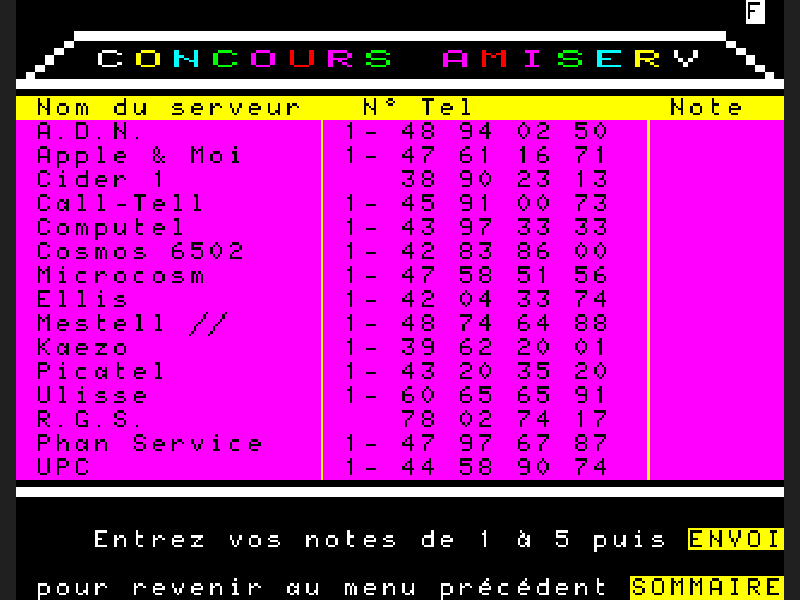 F
CONCOURS AMISERV
Nom du serveur N° Tel Note
A.D.N. 1- 48 94 02 50
Apple & Moi 1- 47 61 16 71
Cider 1 38 90 23 13
Call-Tell 1- 45 91 00 73
Computel 1- 43 97 33 33
Cosmos 6502 1- 42 83 86 00
Microcosm 1- 47 58 51 56
Ellis 1- 42 04 33 74
Mestell // 1- 48 74 64 88
Kaezo 1- 39 62 20 01
Picatel 1- 43 20 35 20
Ulisse 1- 60 65 65 91
R.G.S. 78 02 74 17
Phan Service 1- 47 97 67 87
UPC 1- 44 58 90 74
Entrez vos notes de 1 à 5 puis ENVOI
pour revenir au menu précédent SOMMAIRE